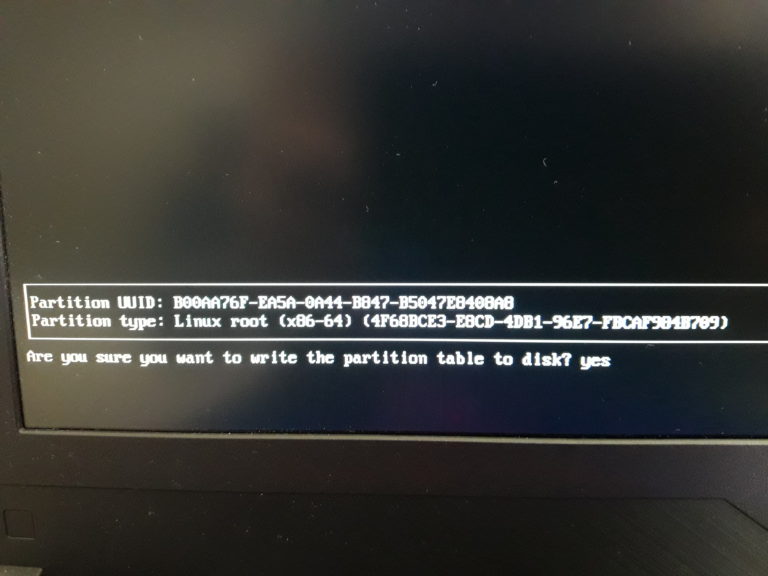 Partition UUID: B00AA76F-EA5A-0A44-B847-B5047E8408A8
Partition type: Linux root (x86-64) (4F68BCE3-E8CD-4DB1-96E7-FBCAF984B709)
Are you sure you want to write the partition table to disk? yes